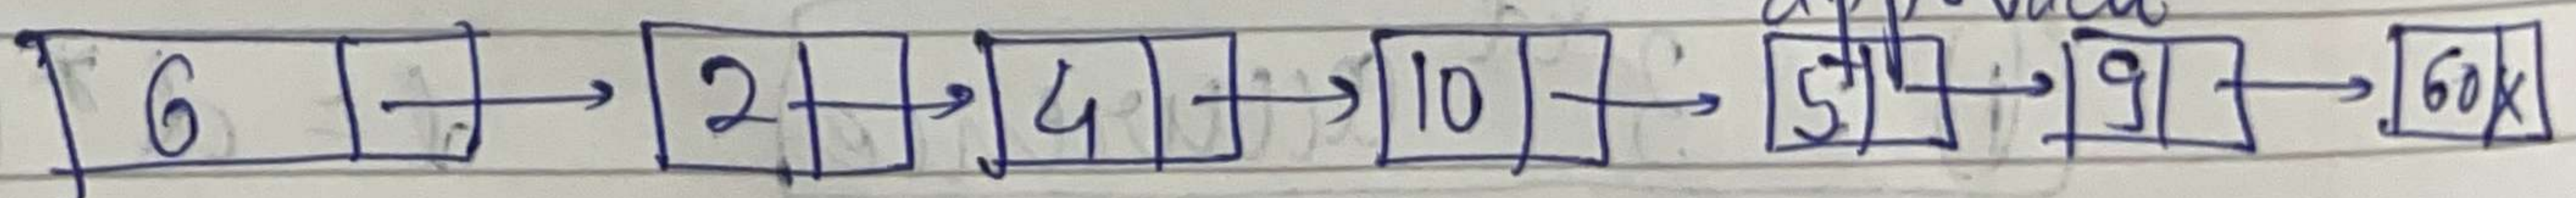 6 → 2 → 4 → 10 → 5 → 9 → 60 x